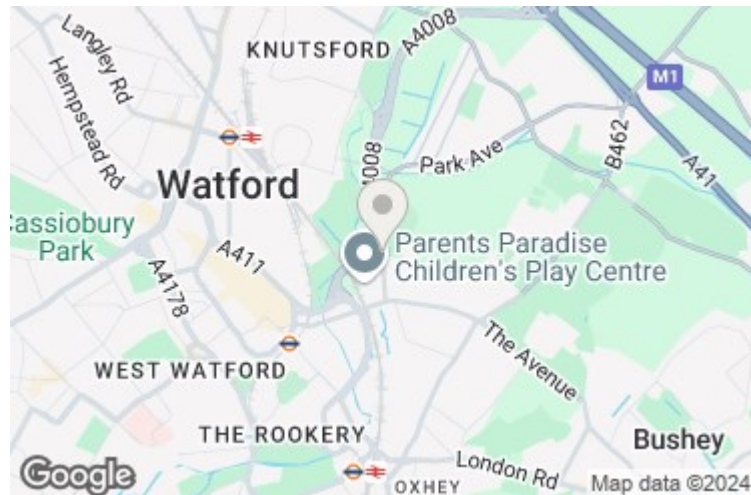 Langley Rd
KNUTSFORD
A4008
M1
Hempstead Rd
Watford
Park Ave
B462
A41
Cassiobury
Park
A411
A4178
Parents Paradise
Children's Play Centre
WEST WATFORD
The Avenue
THE ROOKERY
Bushey
London Rd
OXHEY
Google
Map data ©2024